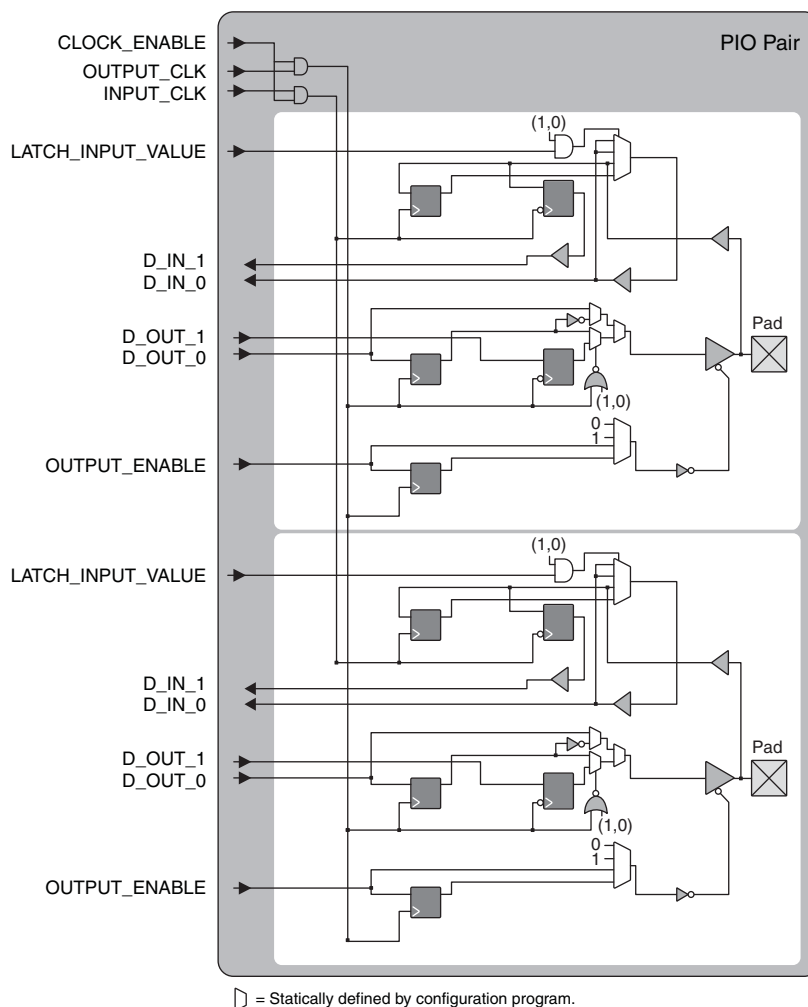 PIO Pair
CLOCK_ENABLE
OUTPUT_CLK
INPUT_CLK
(1,0)
LATCH_INPUT_VALUE
D_IN_1
D_IN_0
D_OUT_1
D_OUT_0
Pad
(1,0)
0
1
OUTPUT_ENABLE
(1,0)
LATCH_INPUT_VALUE
D_IN_1
D_IN_0
D_OUT_1
D_OUT_0
Pad
(1,0)
0
1
OUTPUT_ENABLE
= Statically defined by configuration program.